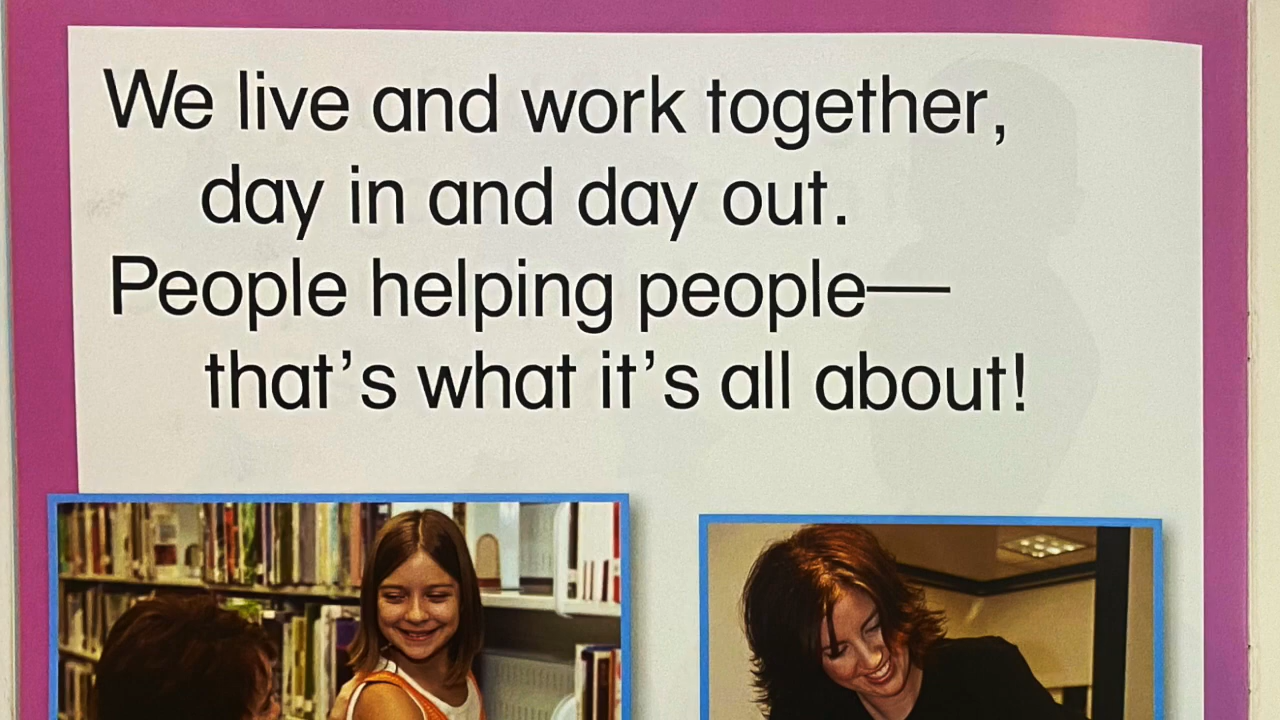 We live and work together,
day in and day out.
People helping people—
that’s what it’s all about!